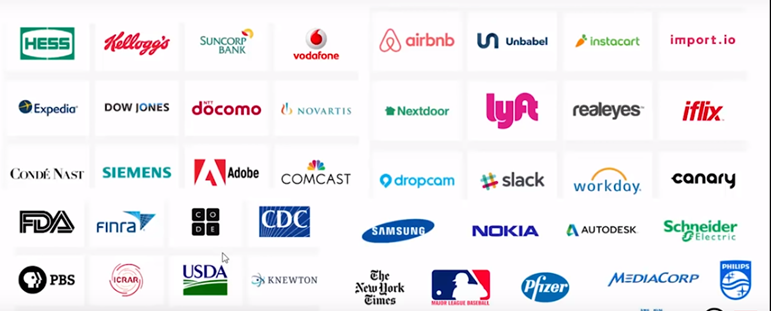 HESS
Kellogg's
SUNCORP
BANK
vodafone
airbnb
Unbabel
instacart
import.io
Expedia
DOW JONES
NTT
docomo
NOVARTIS
Nextdoor
lyft
realeyes
iflix
CONDÉ NAST
SIEMENS
Adobe
COMCAST
dropcam
slack
workday
canary
FDA
FINRA
CODE
CDC
SAMSUNG
NOKIA
AUTODESK
Schneider
Electric
PBS
ICRAR
USDA
KNEWTON
The
New York
Times
MAJOR LEAGUE BASEBALL
Pfizer
MEDIACORP
PHILIPS